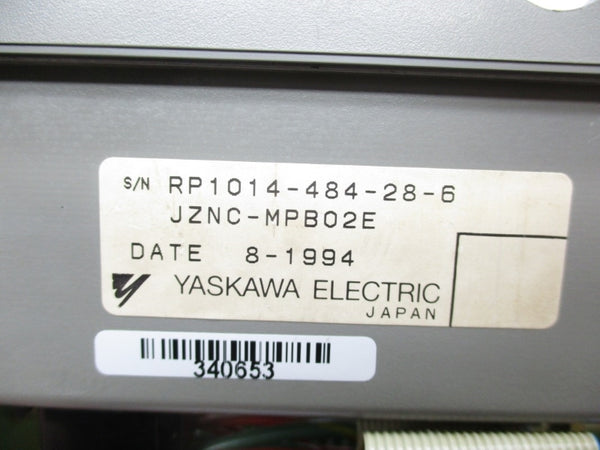 S/N RP1014-484-28-6
JZNC-MPB02E
DATE 8-1994
YASKAWA ELECTRIC
JAPAN
340653